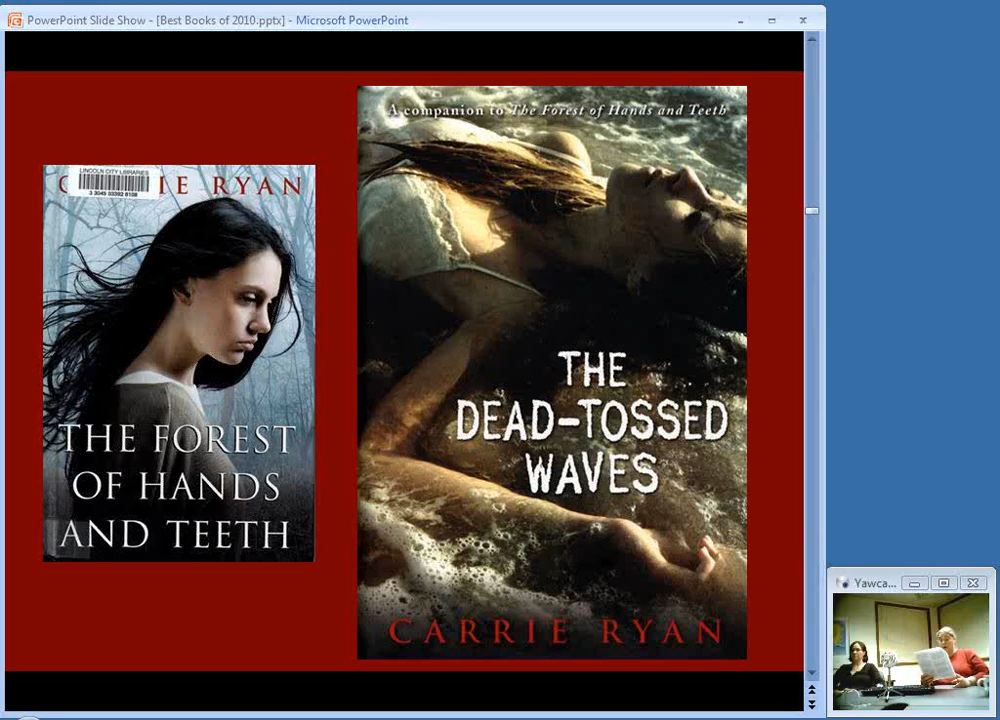 PowerPoint Slide Show - [Best Books of 2010.pptx] - Microsoft PowerPoint
LINCOLN CITY LIBRARIES
RYAN
THE FOREST
OF HANDS
AND TEETH
A companion to The Forest of Hands and Teeth
THE
DEAD-TOSSED
WAVES
CARRIE RYAN
Yawca...